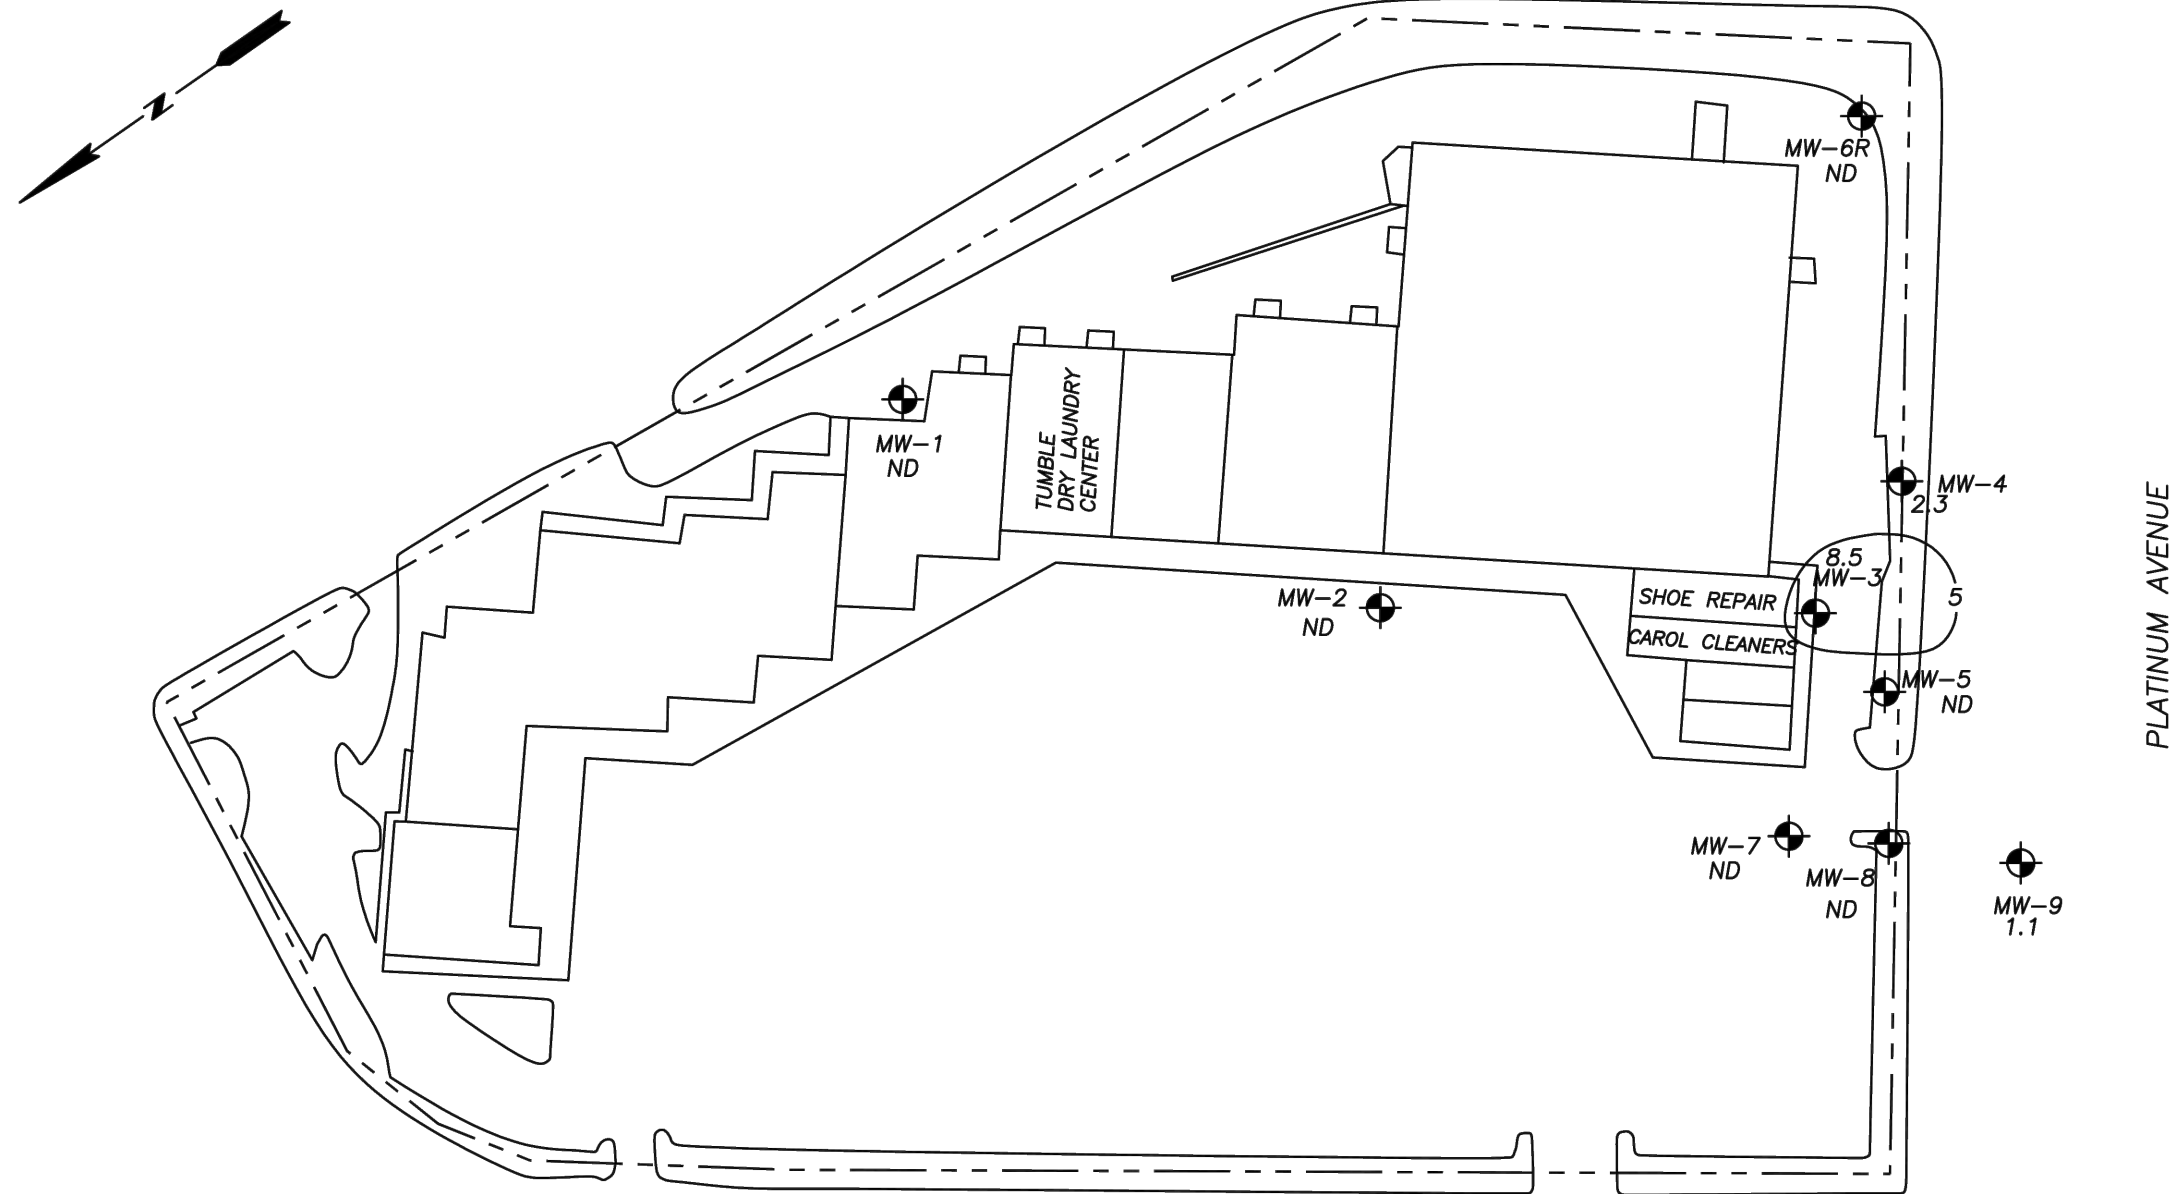 N
MW-6R
ND
TUMBLE
DRY LAUNDRY
CENTER
MW-1
ND
MW-4
2.3
8.5
MW-3
5
SHOE REPAIR
CAROL CLEANERS
MW-2
ND
MW-5
ND
PLATINUM AVENUE
MW-7
ND
MW-8
ND
MW-9
1.1